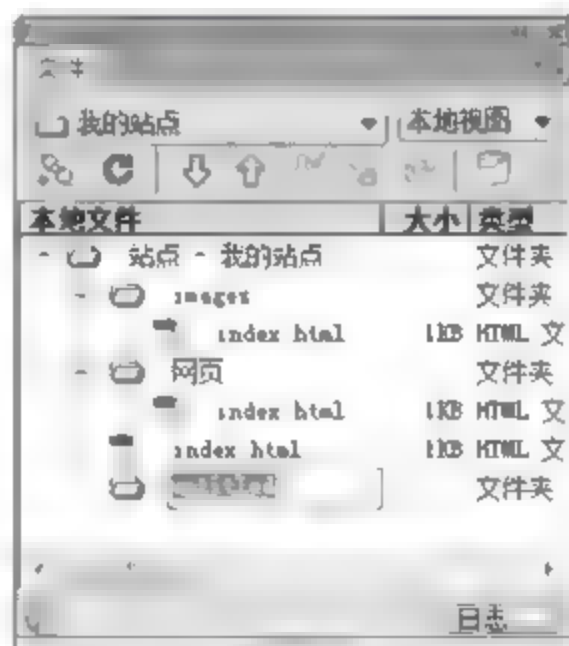 我的站点 本地视图
本地文件 大小 类型
站点 - 我的站点 文件夹
images 文件夹
index html 1KB HTML 文
网页 文件夹
index html 1KB HTML 文
index html 1KB HTML 文
文件夹
日志